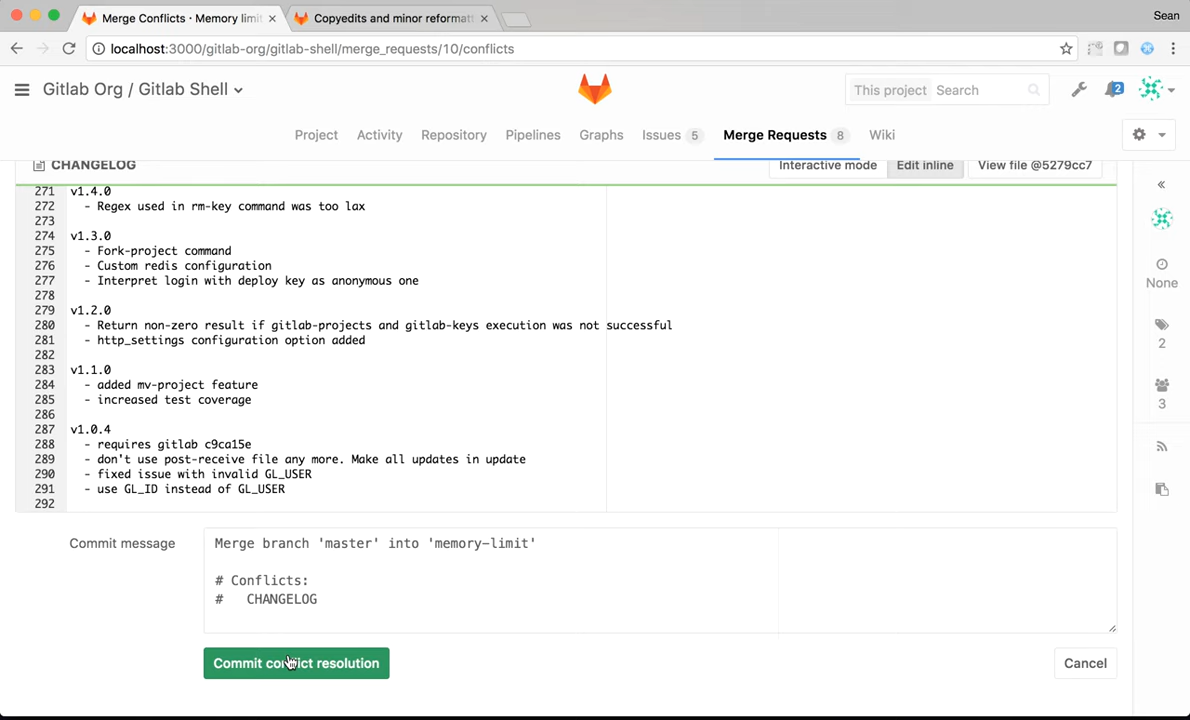 Merge Conflicts · Memory limit
Copyedits and minor reformatt
Sean
localhost:3000/gitlab-org/gitlab-shell/merge_requests/10/conflicts
Gitlab Org / Gitlab Shell
This project Search
2
Project Activity Repository Pipelines Graphs Issues 5 Merge Requests 8 Wiki
CHANGELOG Interactive mode Edit inline View file @5279cc7
271 v1.4.0
272 - Regex used in rm-key command was too lax
273
274 v1.3.0
275 - Fork-project command
276 - Custom redis configuration
277 - Interpret login with deploy key as anonymous one
278
279 v1.2.0
280 - Return non-zero result if gitlab-projects and gitlab-keys execution was not successful
281 - http_settings configuration option added
282
283 v1.1.0
284 - added mv-project feature
285 - increased test coverage
286
287 v1.0.4
288 - requires gitlab c9ca15e
289 - don't use post-receive file any more. Make all updates in update
290 - fixed issue with invalid GL_USER
291 - use GL_ID instead of GL_USER
292
«
None
2
3
Commit message
Merge branch 'master' into 'memory-limit'
# Conflicts:
# CHANGELOG
Commit conflict resolution
Cancel